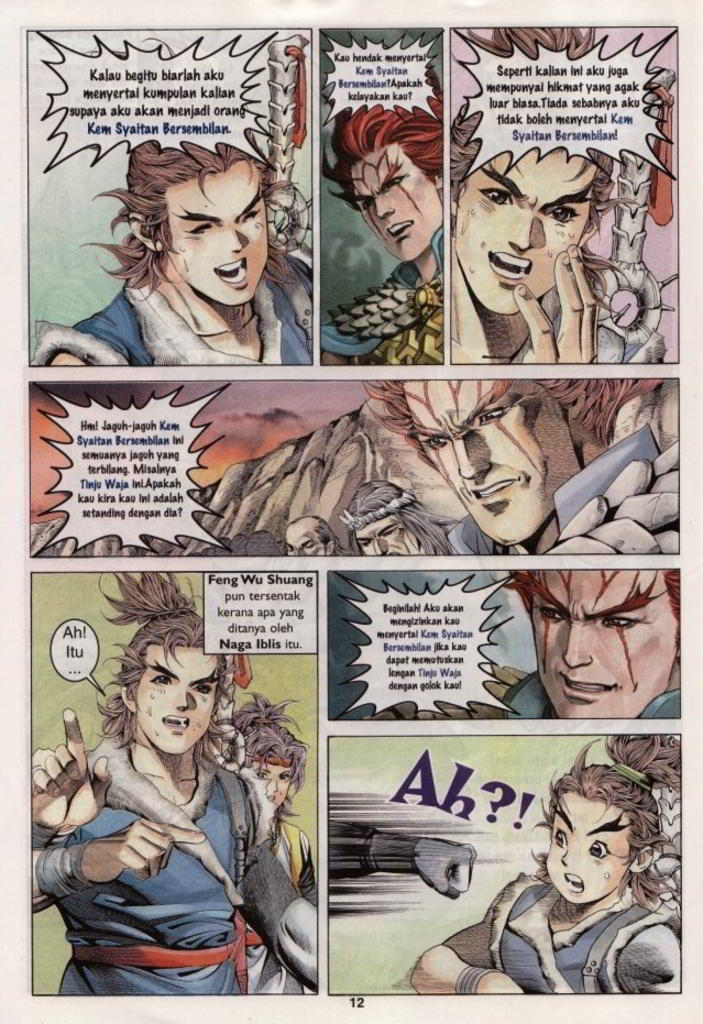 Kalau begitu biarlah aku
menyertai kumpulan kalian
supaya aku akan menjadi orang
Kem Syaitan Bersembilan.
Kau hendak menyertai
Kem Syaitan
Bersembilan?Apakah
kelayakan kau?
Seperti kalian ini aku juga
mempunyai hikmat yang agak
luar biasa.Tiada sebabnya aku
tidak boleh menyertai Kem
Syaitan Bersembilan!
Hm! Jaguh-jaguh Kem
Syaitan Bersembilan ini
semuanya jaguh yang
terbilang. Misalnya
Tinju Waja.Apakah
kau kira kau ini adalah
setanding dengan dia?
Feng Wu Shuang
pun tersentak
kerana apa yang
ditanya oleh
Naga Iblis itu.
Ah!
Itu
...
Beginilah! Aku akan
mengizinkan kau
menyertai Kem Syaitan
Bersembilan jika kau
dapat memutuskan
lengan Tinju Waja
dengan golok kau!
Ah?!
12